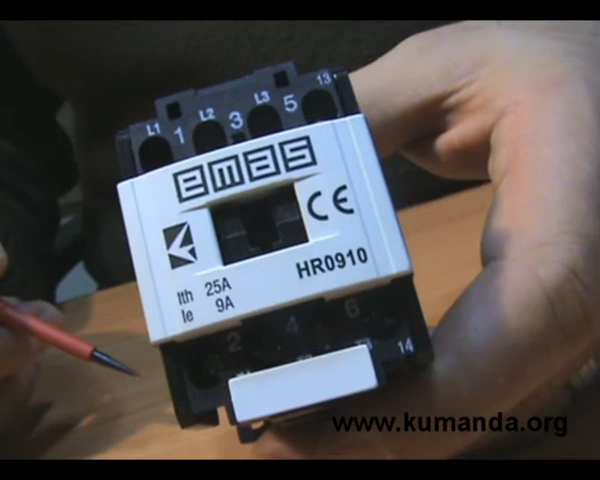 L1 1 L2 3 L3 5 13
emas
CE
HR0910
Ith 25A
Ie 9A
2 4 6
14
www.kumanda.org